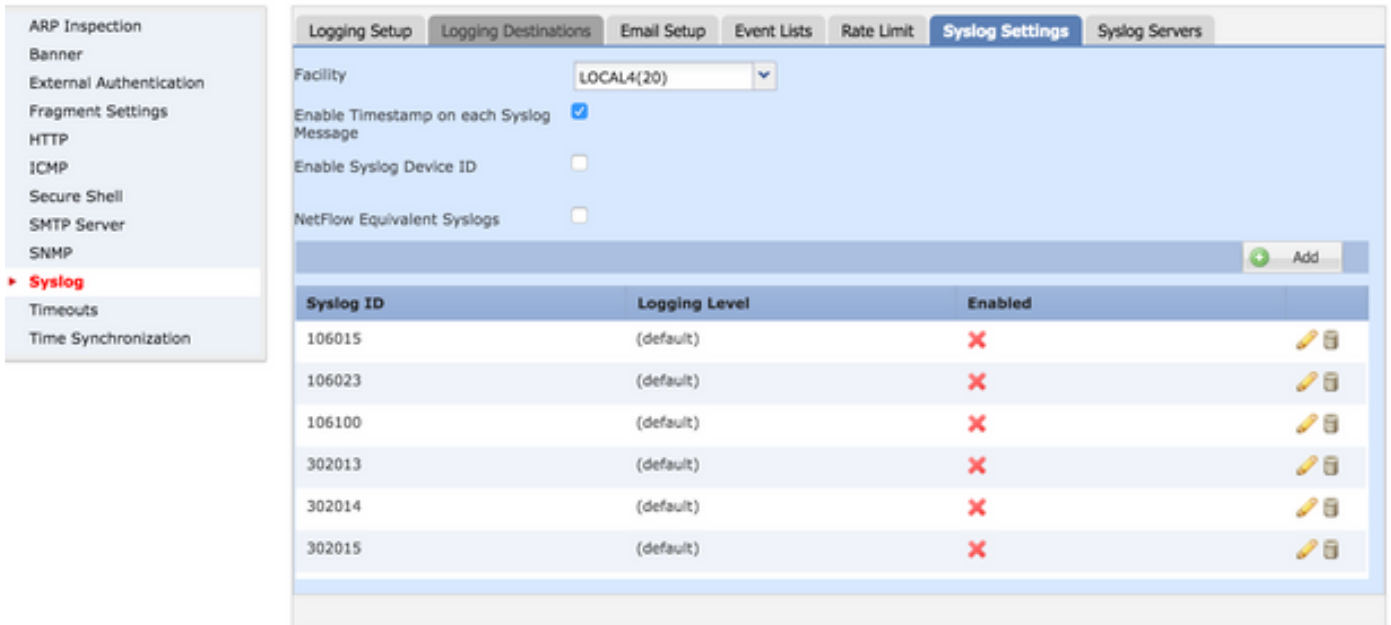 ARP Inspection
Banner
External Authentication
Fragment Settings
HTTP
ICMP
Secure Shell
SMTP Server
SNMP
Syslog
Timeouts
Time Synchronization
Logging Setup Logging Destinations Email Setup Event Lists Rate Limit Syslog Settings Syslog Servers
Facility LOCAL4(20)
Enable Timestamp on each Syslog
Message
Enable Syslog Device ID
NetFlow Equivalent Syslogs
Add
Syslog ID Logging Level Enabled
106015 (default)
106023 (default)
106100 (default)
302013 (default)
302014 (default)
302015 (default)